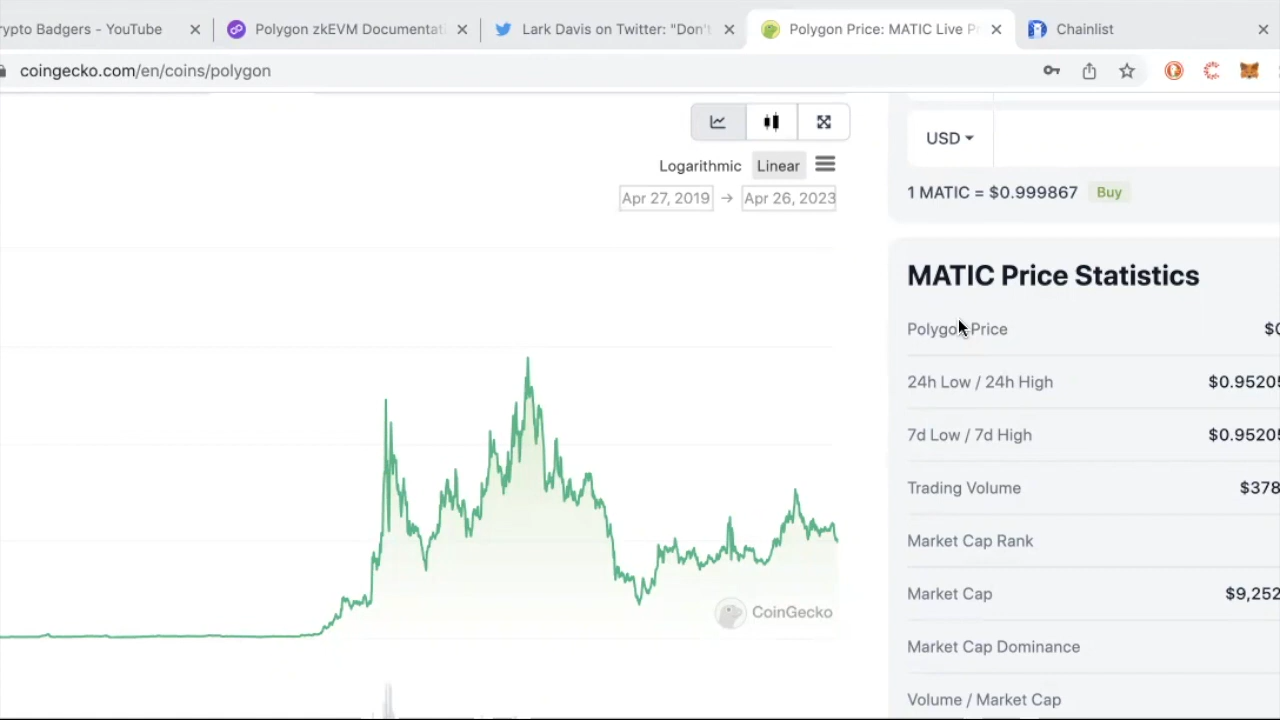 rypto Badgers - YouTube
Polygon zkEVM Documentat
Lark Davis on Twitter: "Don'
Polygon Price: MATIC Live P
Chainlist
coingecko.com/en/coins/polygon
Logarithmic Linear
Apr 27, 2019 → Apr 26, 2023
CoinGecko
USD
1 MATIC = $0.999867 Buy
MATIC Price Statistics
Polygon Price $0
24h Low / 24h High $0.95205
7d Low / 7d High $0.95205
Trading Volume $378
Market Cap Rank
Market Cap $9,252
Market Cap Dominance
Volume / Market Cap